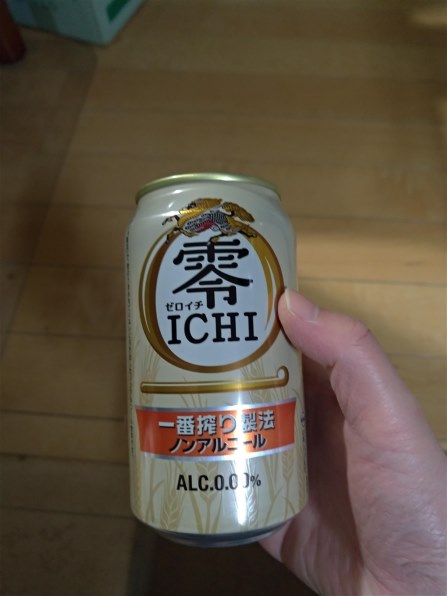 零
ゼロイチ
ICHI
一番搾り製法
ノンアルコール
ALC.0.00%